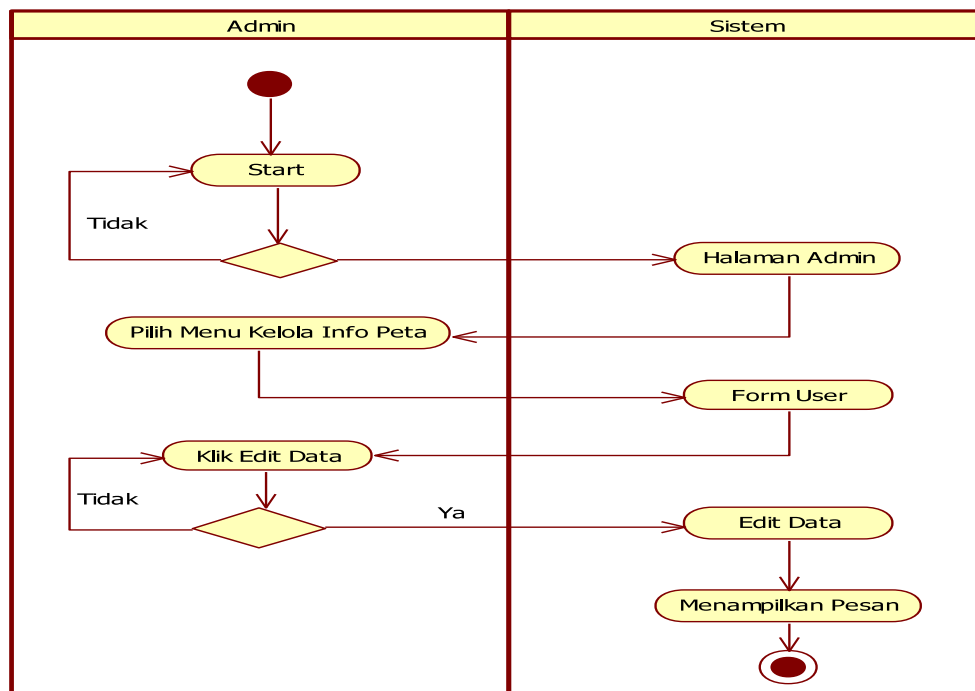 Admin
Sistem
Start
Tidak
Halaman Admin
Pilih Menu Kelola Info Peta
Form User
Klik Edit Data
Tidak
Ya
Edit Data
Menampilkan Pesan